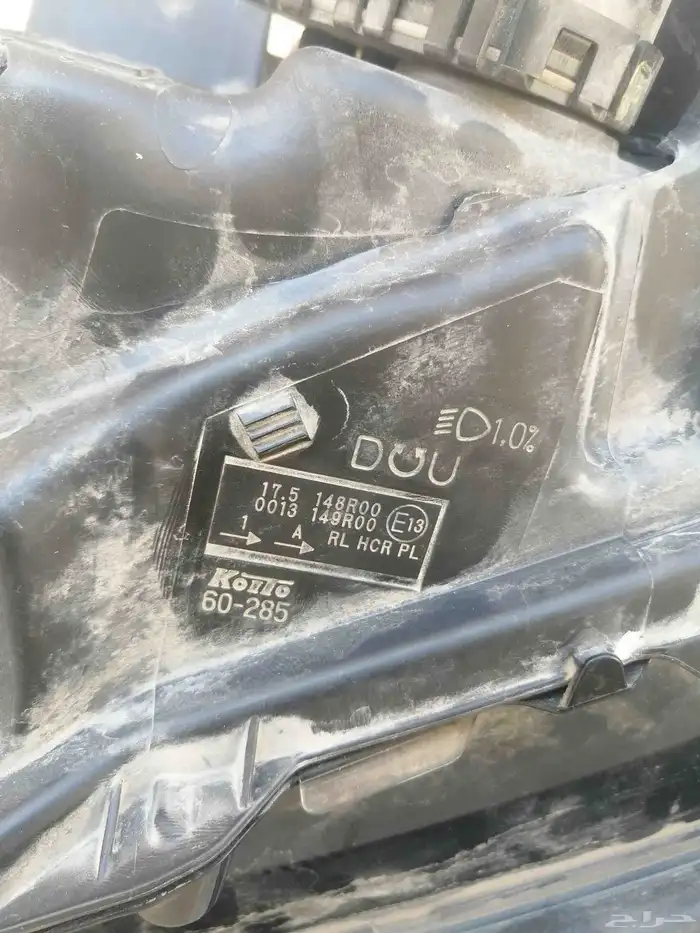 1.0%
DOU
17.5 148R00
0013 149R00 E13
1 A RL HCR PL
KOITO
60-285
حراج